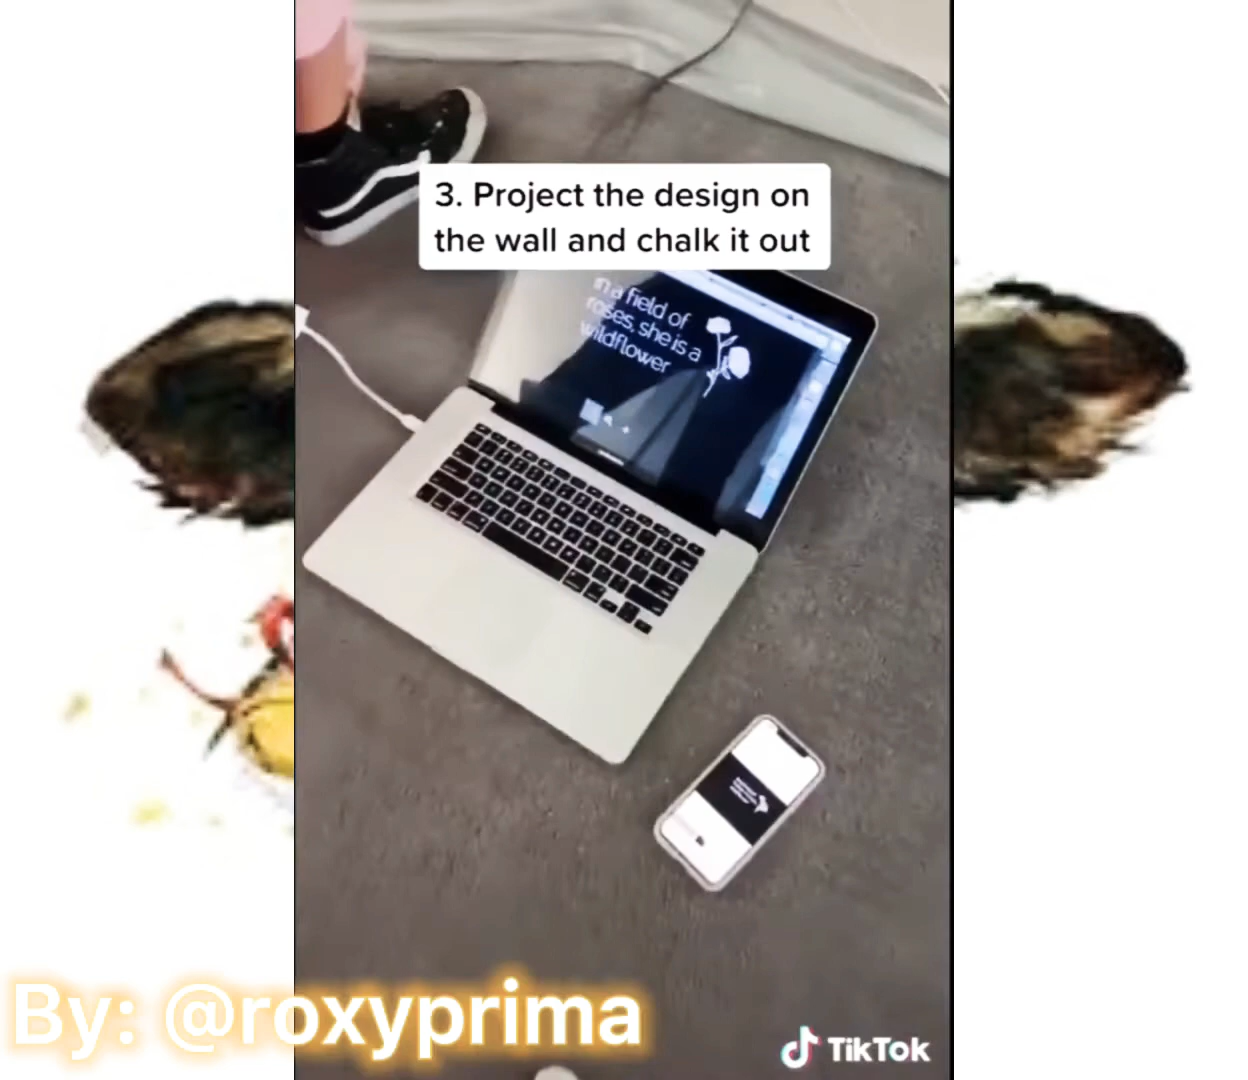 3. Project the design on
the wall and chalk it out
in a field of
roses, she is a
wildflower
By: @roxyprima
TikTok